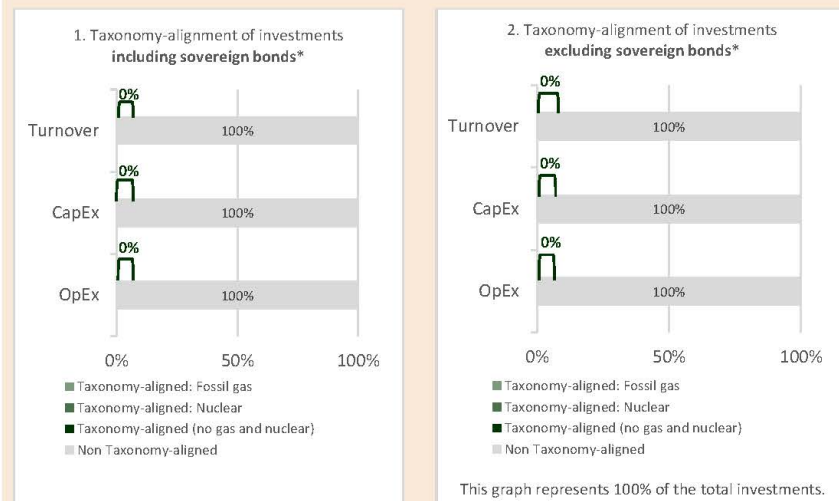 1. Taxonomy-alignment of investments
including sovereign bonds*
0%
Turnover
100%
0%
CapEx
100%
0%
OpEx
100%
0%
50%
100%
Taxonomy-aligned: Fossil gas
Taxonomy-aligned: Nuclear
Taxonomy-aligned (no gas and nuclear)
Non Taxonomy-aligned
2. Taxonomy-alignment of investments
excluding sovereign bonds*
0%
Turnover
100%
0%
CapEx
100%
0%
OpEx
100%
0%
50%
100%
Taxonomy-aligned: Fossil gas
Taxonomy-aligned: Nuclear
Taxonomy-aligned (no gas and nuclear)
Non Taxonomy-aligned
This graph represents 100% of the total investments.